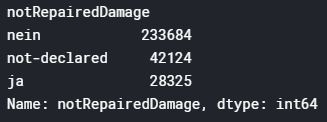 notRepairedDamage
nein            233684
not-declared     42124
ja               28325
Name: notRepairedDamage, dtype: int64